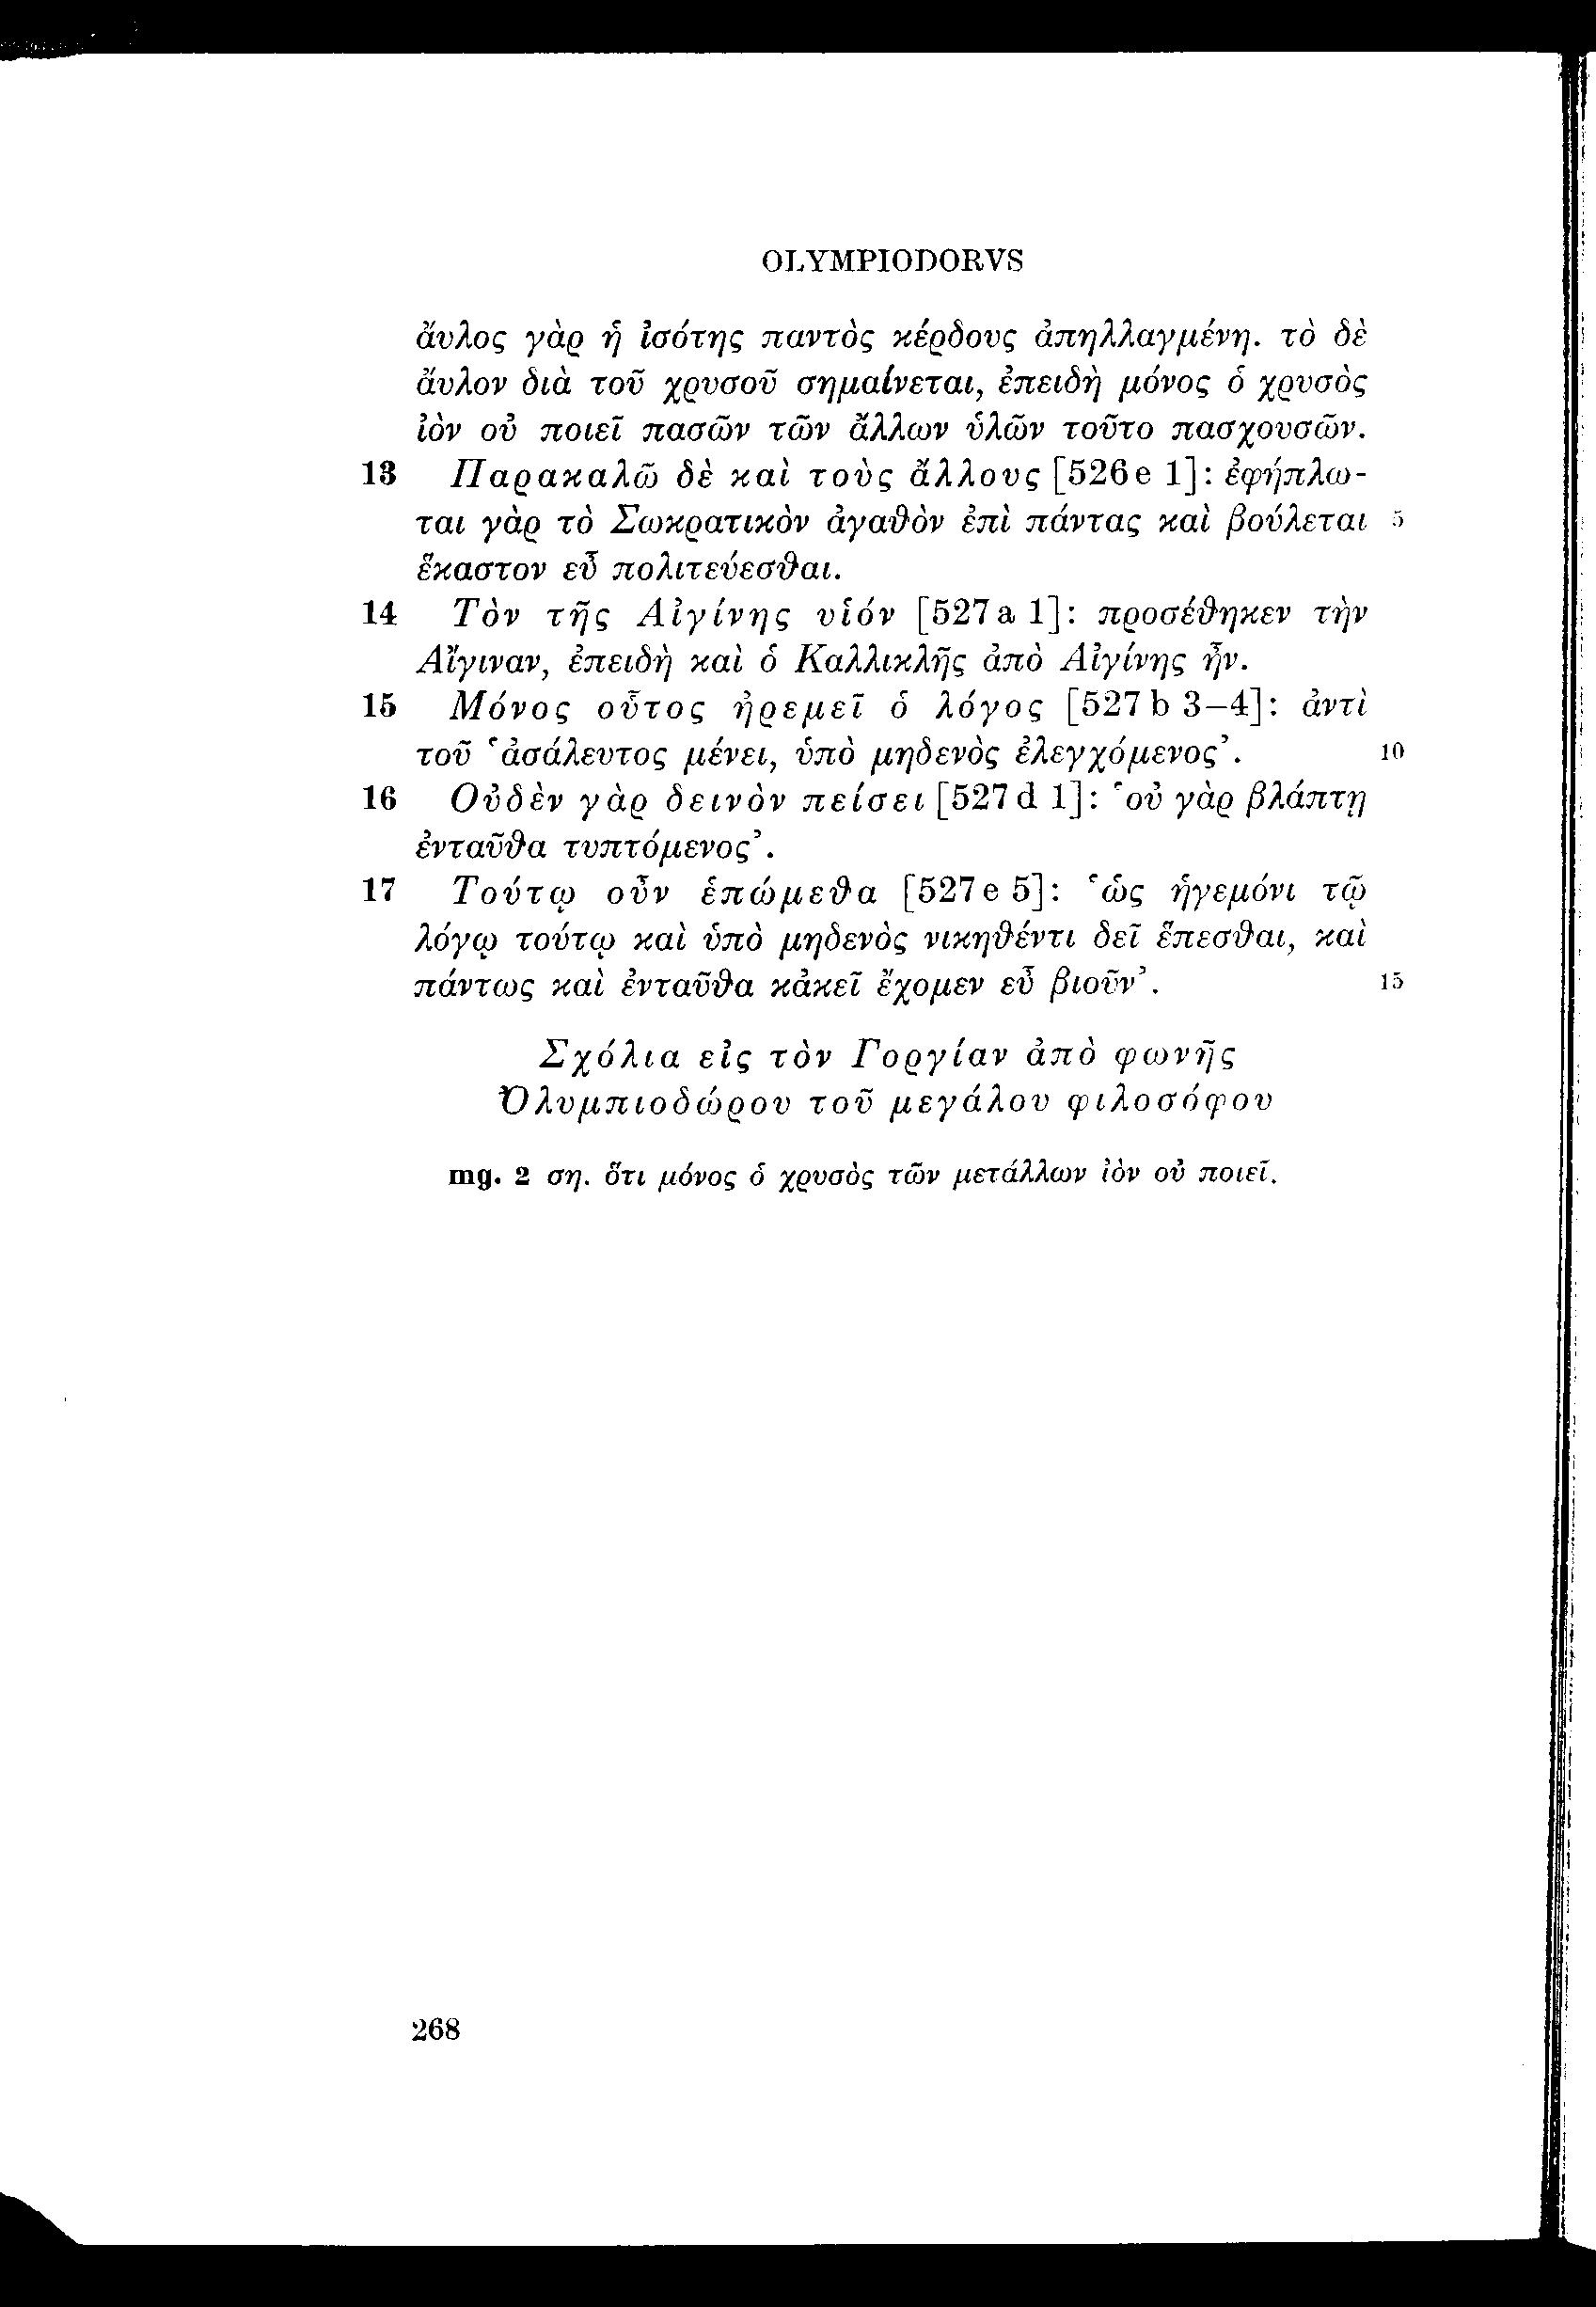 OLYMPIODORVS
ἄυλος γὰρ ἡ ἰσότης παντὸς κέρδους ἀπηλλαγμένη. τὸ δὲ
ἄυλον διὰ τοῦ χρυσοῦ σημαίνεται, ἐπειδὴ μόνος ὁ χρυσὸς
ἰὸν οὐ ποιεῖ πασῶν τῶν ἄλλων ὑλῶν τοῦτο πασχουσῶν.
13 Παρακαλῶ δὲ καὶ τοὺς ἄλλους [526e 1]: ἐφήπλω-
ται γὰρ τὸ Σωκρατικὸν ἀγαθὸν ἐπὶ πάντας καὶ βούλεται 5
ἕκαστον εὖ πολιτεύεσθαι.
14 Τὸν τῆς Αἰγίνης υἱόν [527a 1]: προσέθηκεν τὴν
Αἴγιναν, ἐπειδὴ καὶ ὁ Καλλικλῆς ἀπὸ Αἰγίνης ἦν.
15 Μόνος οὗτος ἠρεμεῖ ὁ λόγος [527b 3–4]: ἀντὶ
τοῦ ‛ἀσάλευτος μένει, ὑπὸ μηδενὸς ἐλεγχόμενος’. 10
16 Οὐδὲν γὰρ δεινὸν πείσει [527d 1]: ‛οὐ γὰρ βλάπτῃ
ἐνταῦθα τυπτόμενος’.
17 Τούτῳ οὖν ἑπώμεθα [527e 5]: ‛ὡς ἡγεμόνι τῷ
λόγῳ τούτῳ καὶ ὑπὸ μηδενὸς νικηθέντι δεῖ ἕπεσθαι, καὶ
πάντως καὶ ἐνταῦθα κἀκεῖ ἔχομεν εὖ βιοῦν’. 15
Σχόλια εἰς τὸν Γοργίαν ἀπὸ φωνῆς
Ὀλυμπιοδώρου τοῦ μεγάλου φιλοσόφου
mg. 2 ση. ὅτι μόνος ὁ χρυσὸς τῶν μετάλλων ἰὸν οὐ ποιεῖ.
268